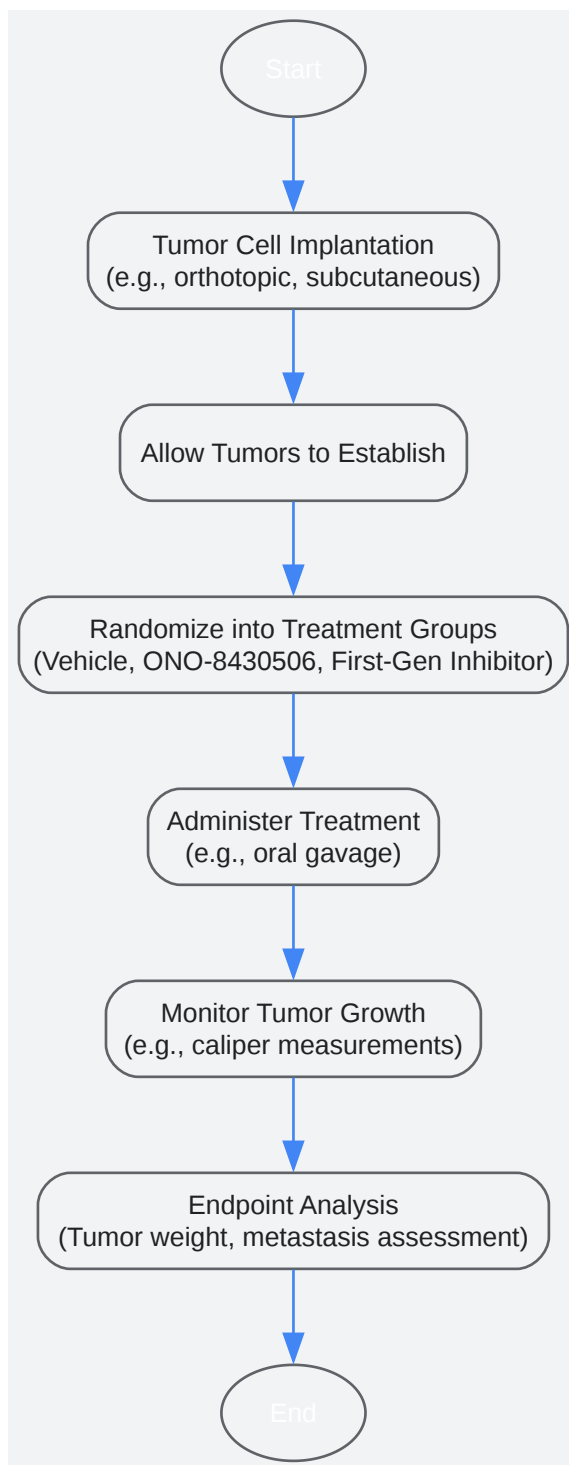 Start
Tumor Cell Implantation
(e.g., orthotopic, subcutaneous)
Allow Tumors to Establish
Randomize into Treatment Groups
(Vehicle, ONO-8430506, First-Gen Inhibitor)
Administer Treatment
(e.g., oral gavage)
Monitor Tumor Growth
(e.g., caliper measurements)
Endpoint Analysis
(Tumor weight, metastasis assessment)
End